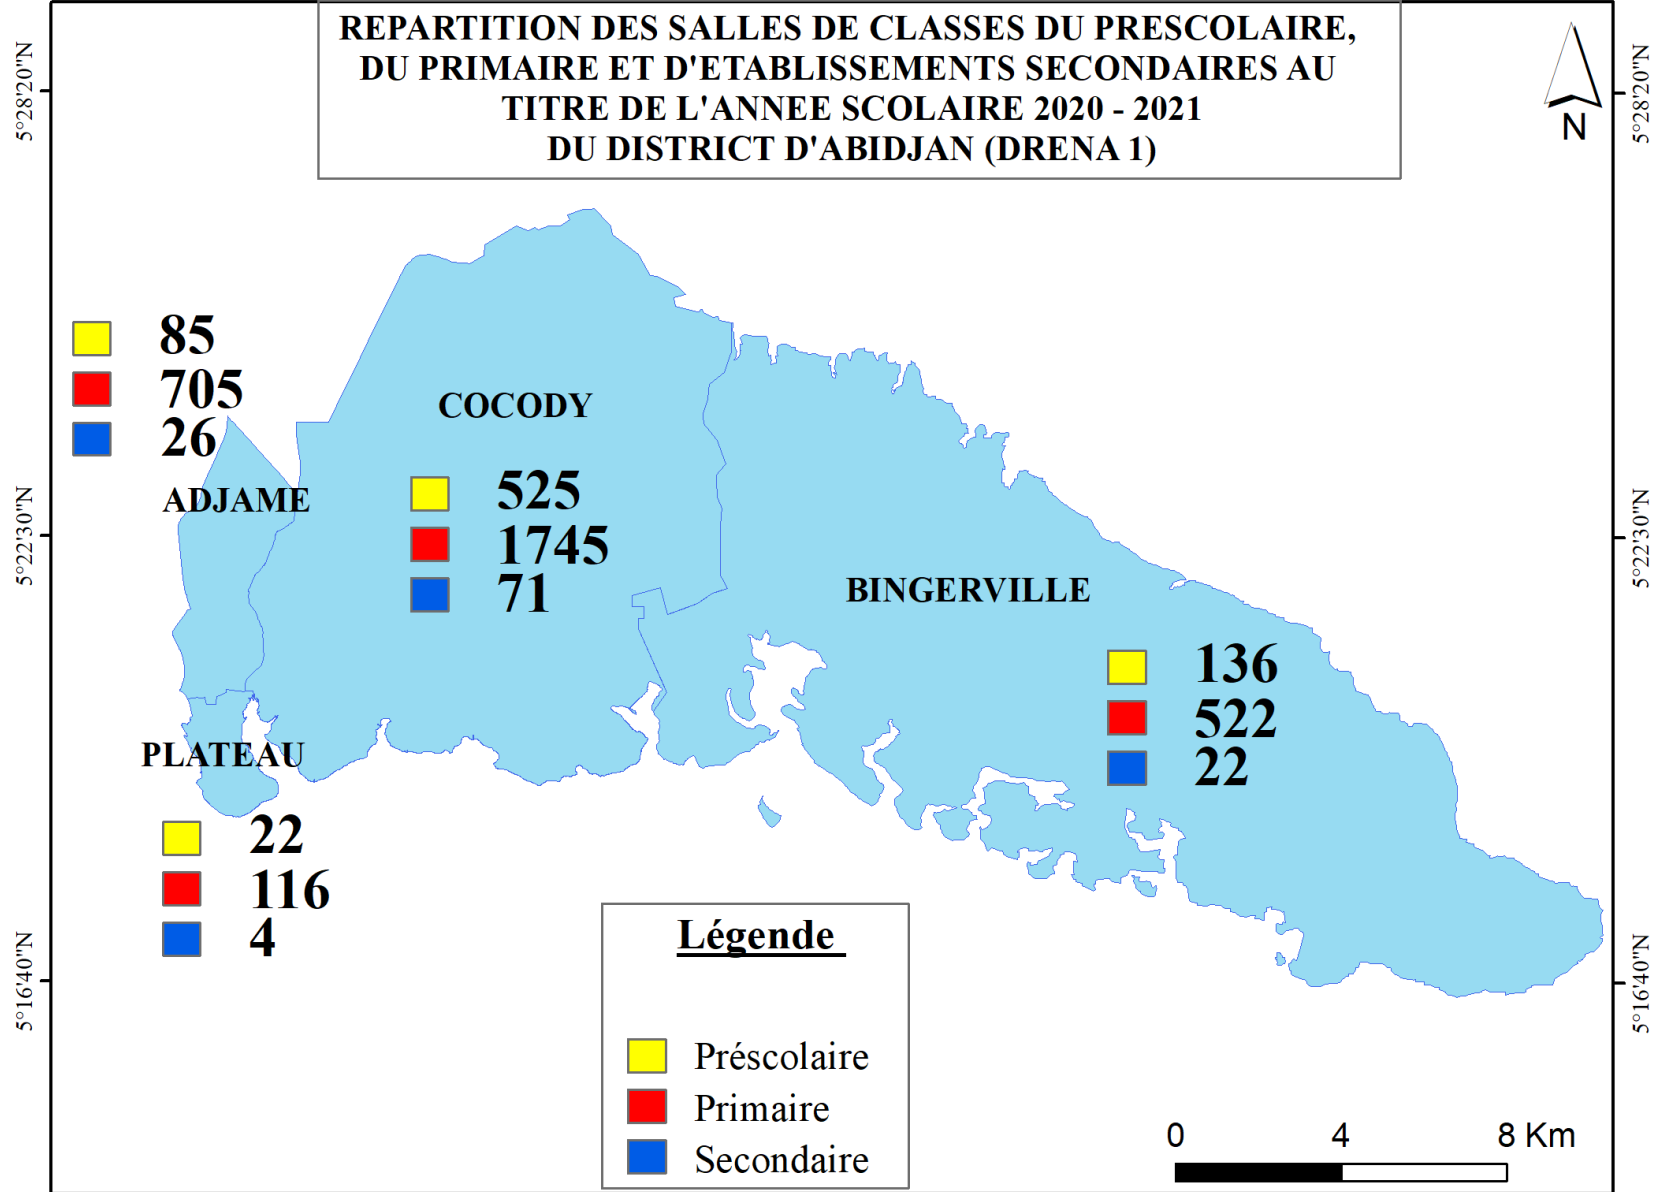 REPARTITION DES SALLES DE CLASSES DU PRESCOLAIRE,
DU PRIMAIRE ET D'ETABLISSEMENTS SECONDAIRES AU
TITRE DE L'ANNEE SCOLAIRE 2020 - 2021
DU DISTRICT D'ABIDJAN (DRENA 1)
N
5°28'20"N
5°28'20"N
85
705
26
ADJAME
COCODY
525
1745
71
5°22'30"N
5°22'30"N
BINGERVILLE
136
522
22
PLATEAU
22
116
4
5°16'40"N
5°16'40"N
Légende
Préscolaire
Primaire
Secondaire
0 4 8 Km